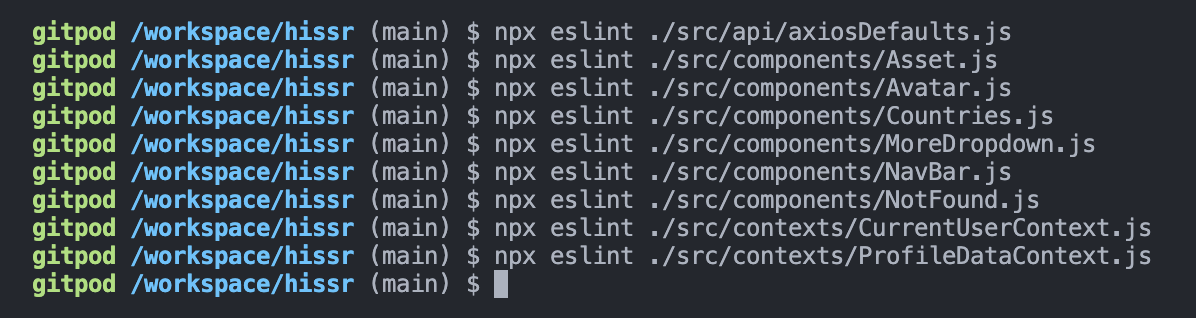 gitpod /workspace/hissr (main) $ npx eslint ./src/api/axiosDefaults.js
gitpod /workspace/hissr (main) $ npx eslint ./src/components/Asset.js
gitpod /workspace/hissr (main) $ npx eslint ./src/components/Avatar.js
gitpod /workspace/hissr (main) $ npx eslint ./src/components/Countries.js
gitpod /workspace/hissr (main) $ npx eslint ./src/components/MoreDropdown.js
gitpod /workspace/hissr (main) $ npx eslint ./src/components/NavBar.js
gitpod /workspace/hissr (main) $ npx eslint ./src/components/NotFound.js
gitpod /workspace/hissr (main) $ npx eslint ./src/contexts/CurrentUserContext.js
gitpod /workspace/hissr (main) $ npx eslint ./src/contexts/ProfileDataContext.js
gitpod /workspace/hissr (main) $